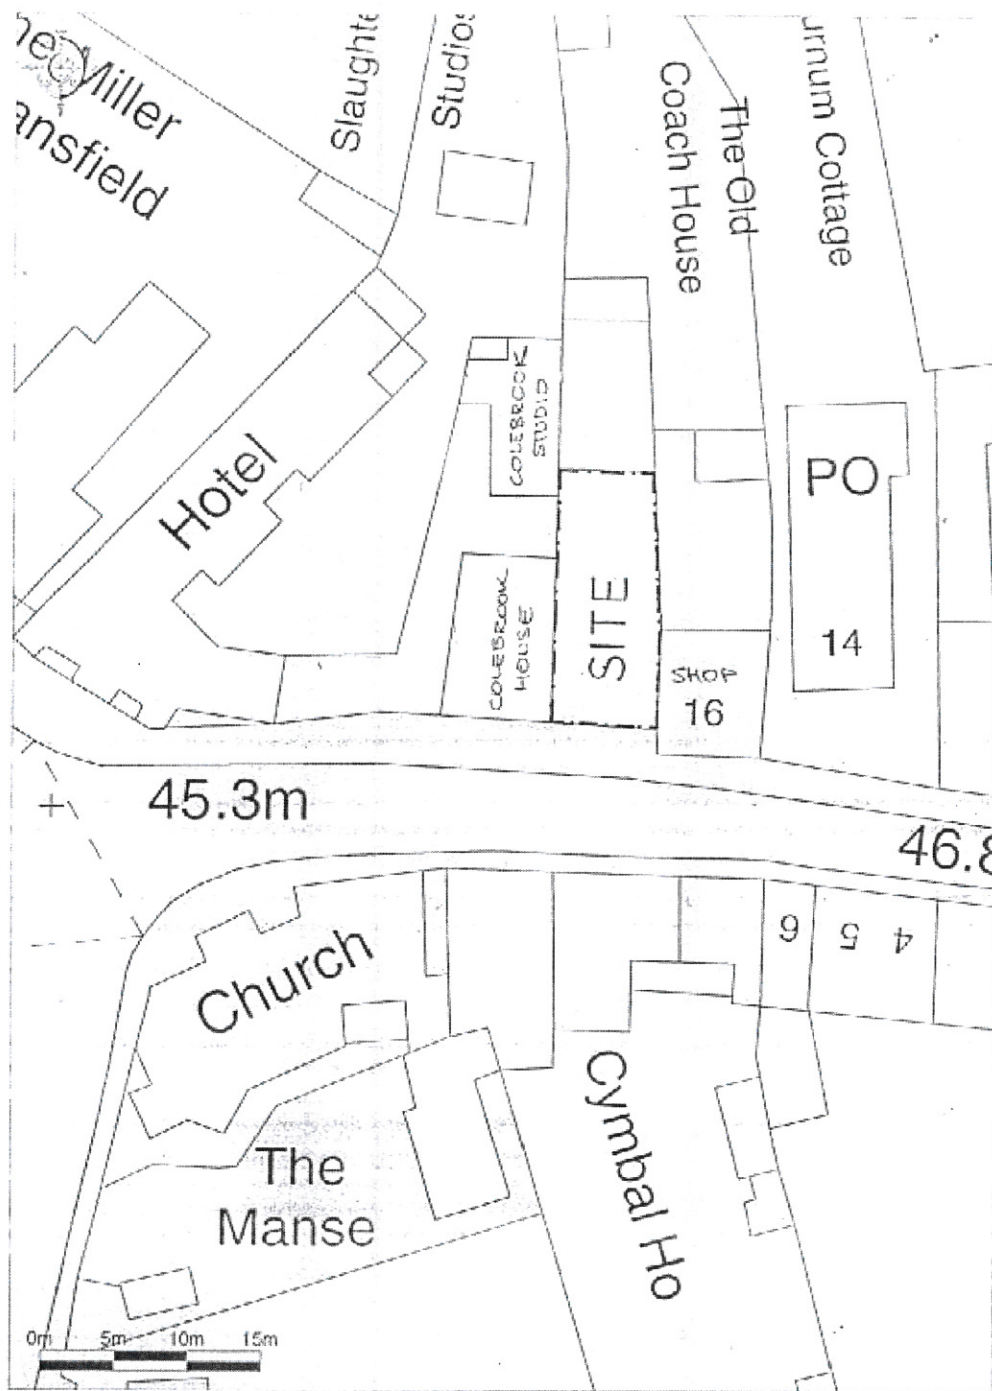 Miller
Slaughte
Studios
Coach House
The Old
Cottage
Hotel
COLEBROOK
STUDIO
PO
COLEBROOK
HOUSE
SITE
SHOP
16
14
45.3m
46.8
6
5
4
Church
The
Manse
Cymbal Ho
0m 5m 10m 15m